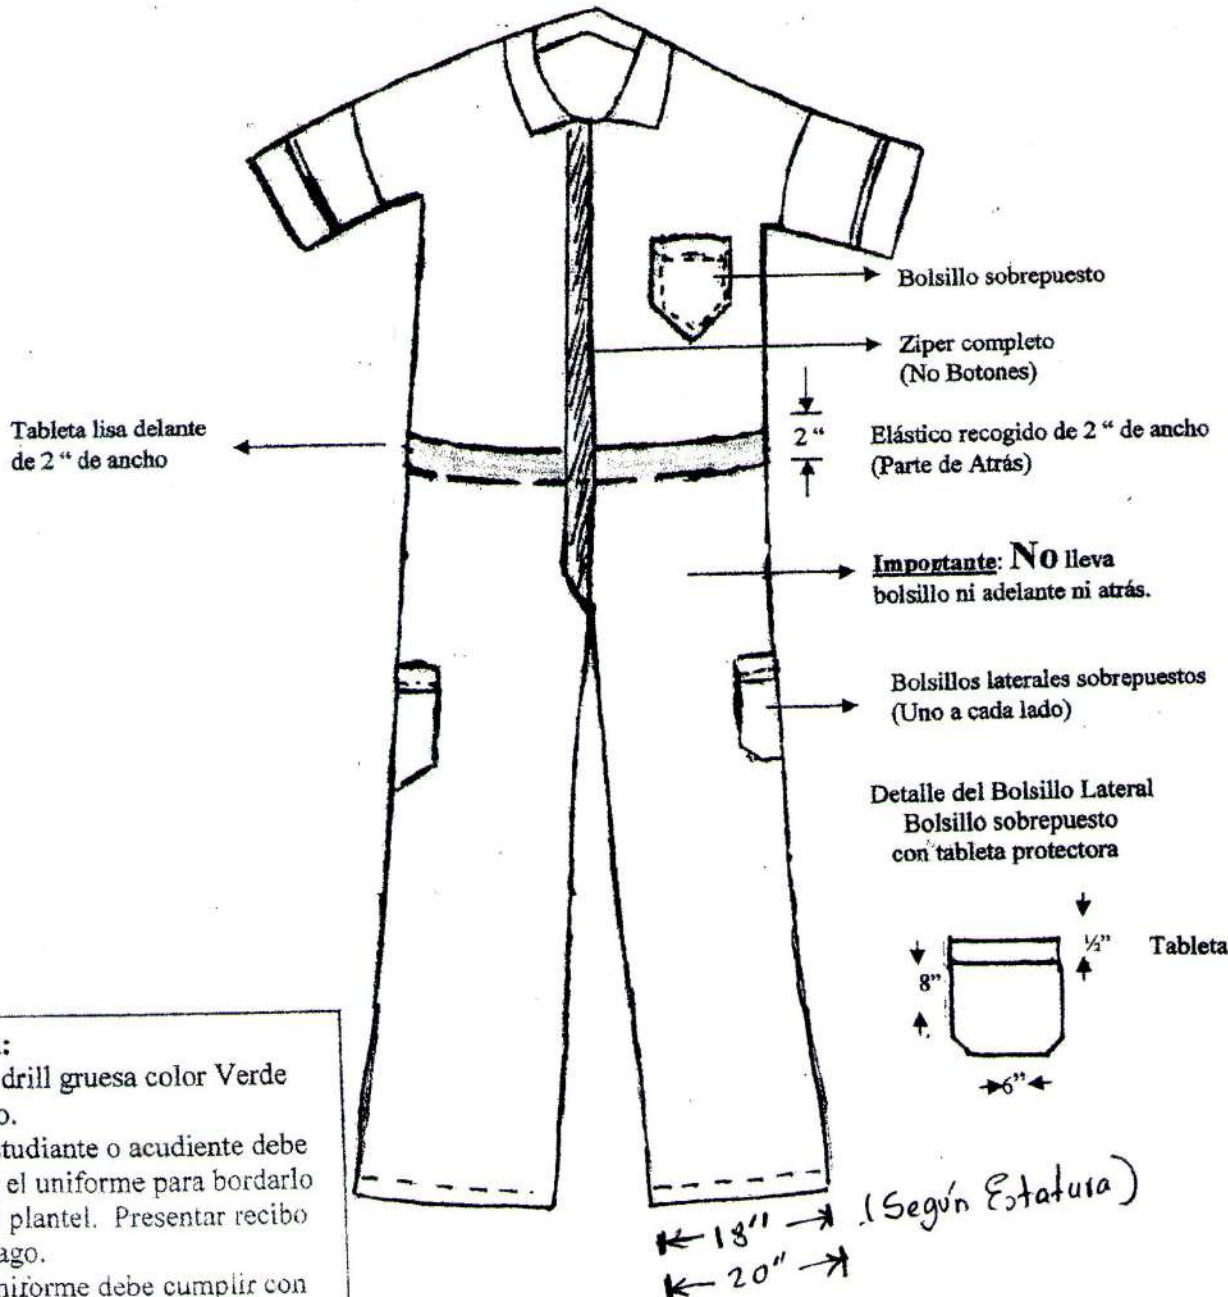 Bolsillo sobrepuesto
Ziper completo
(No Botones)
Tableta lisa delante
de 2 “ de ancho
2 “
Elástico recogido de 2 “ de ancho
(Parte de Atrás)
Importante: No lleva
bolsillo ni adelante ni atrás.
Bolsillos laterales sobrepuestos
(Uno a cada lado)
Detalle del Bolsillo Lateral
Bolsillo sobrepuesto
con tableta protectora
½”
Tableta
8”
6”
drill gruesa color Verde
o acudiente debe
el uniforme para bordarlo
plantel. Presentar recibo
debe cumplir con
18" (Según Estatura)
20"